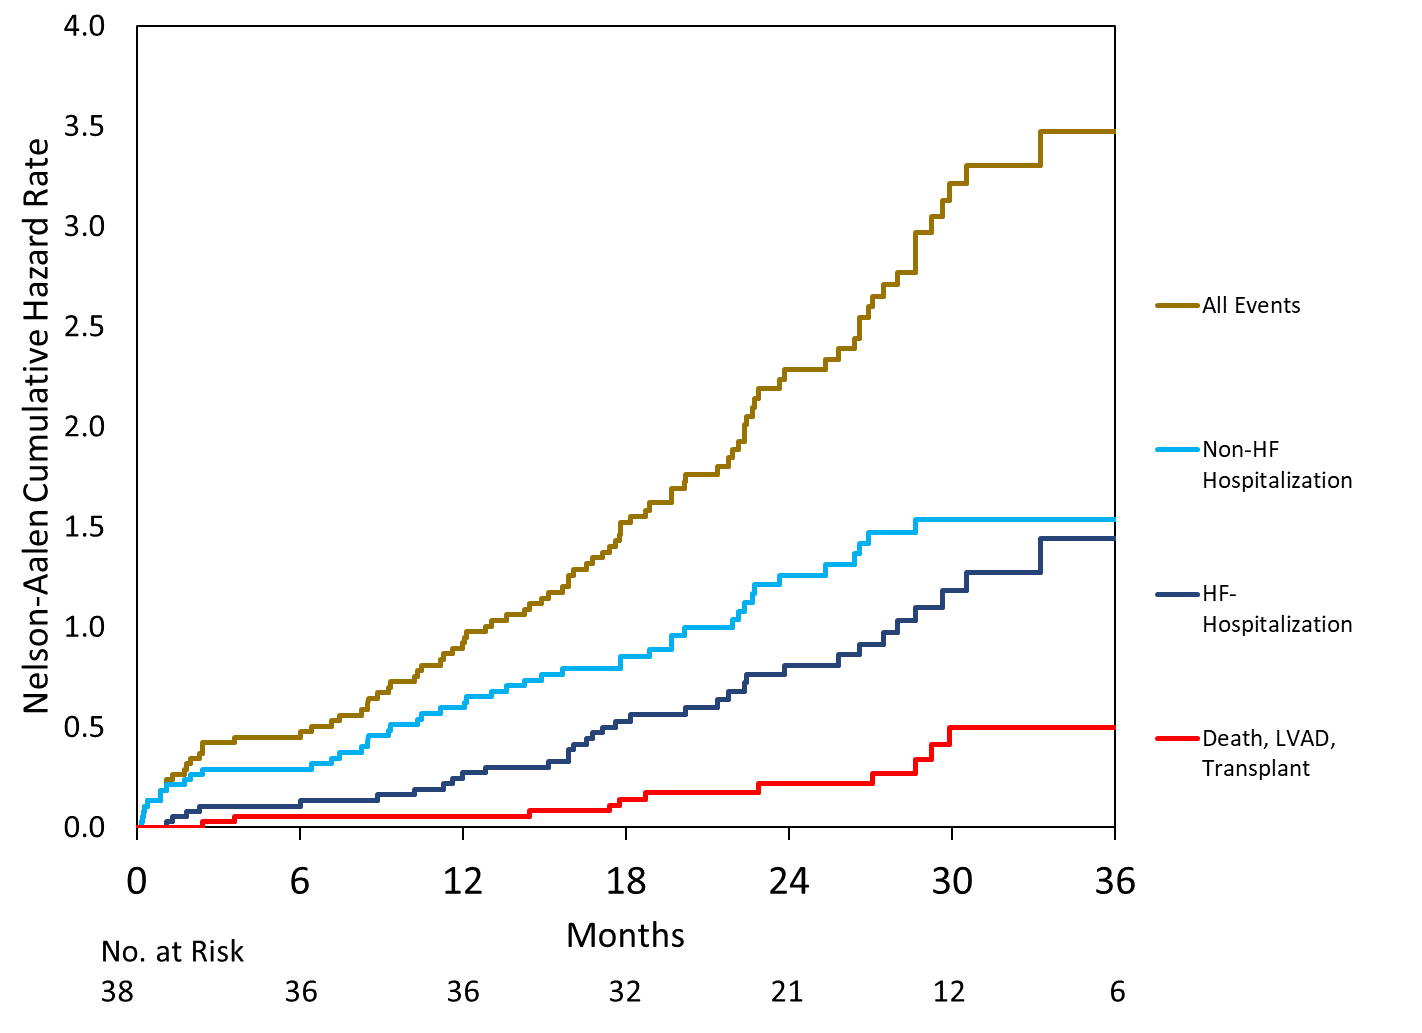 4.0
3.5
3.0
2.5
2.0
1.5
1.0
0.5
0.0
Nelson-Aalen Cumulative Hazard Rate
0 6 12 18 24 30 36
Months
No. at Risk
38 36 36 32 21 12 6
All Events
Non-HF
Hospitalization
HF-
Hospitalization
Death, LVAD,
Transplant